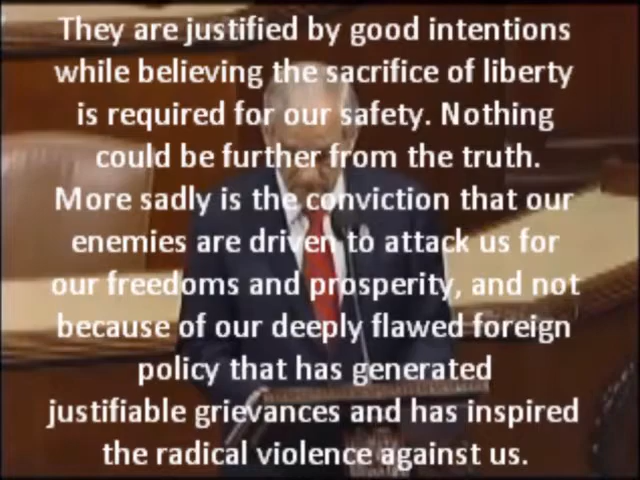 They are justified by good intentions
while believing the sacrifice of liberty
is required for our safety. Nothing
could be further from the truth.
More sadly is the conviction that our
enemies are driven to attack us for
our freedoms and prosperity, and not
because of our deeply flawed foreign
policy that has generated
justifiable grievances and has inspired
the radical violence against us.